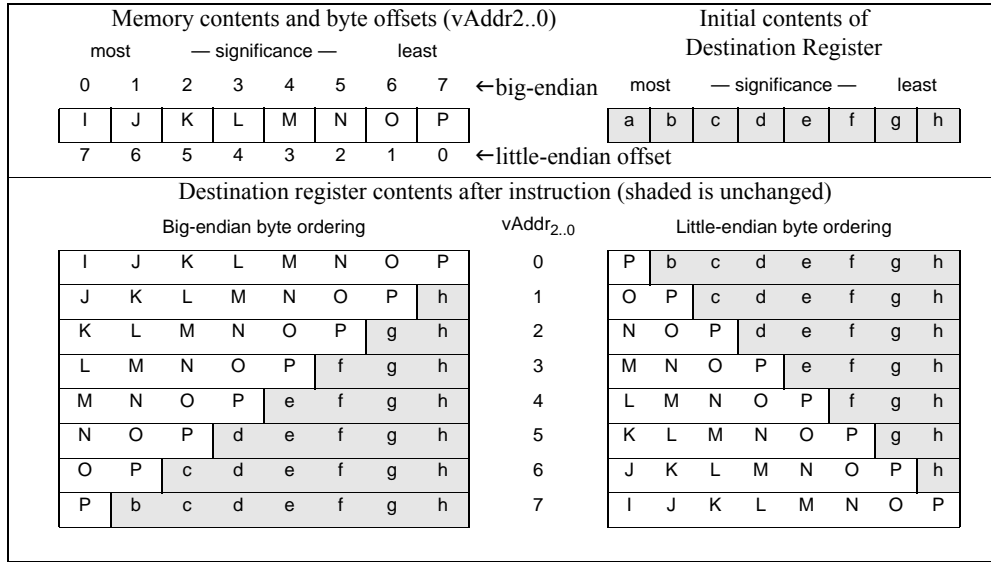 Memory contents and byte offsets (vAddr2..0) Initial contents of
Destination Register
most — significance — least
0 1 2 3 4 5 6 7 ←big-endian most — significance — least
I J K L M N O P a b c d e f g h
7 6 5 4 3 2 1 0 ←little-endian offset
Destination register contents after instruction (shaded is unchanged)
Big-endian byte ordering vAddr2..0 Little-endian byte ordering
I J K L M N O P 0 P b c d e f g h
J K L M N O P h 1 O P c d e f g h
K L M N O P g h 2 N O P d e f g h
L M N O P f g h 3 M N O P e f g h
M N O P e f g h 4 L M N O P f g h
N O P d e f g h 5 K L M N O P g h
O P c d e f g h 6 J K L M N O P h
P b c d e f g h 7 I J K L M N O P